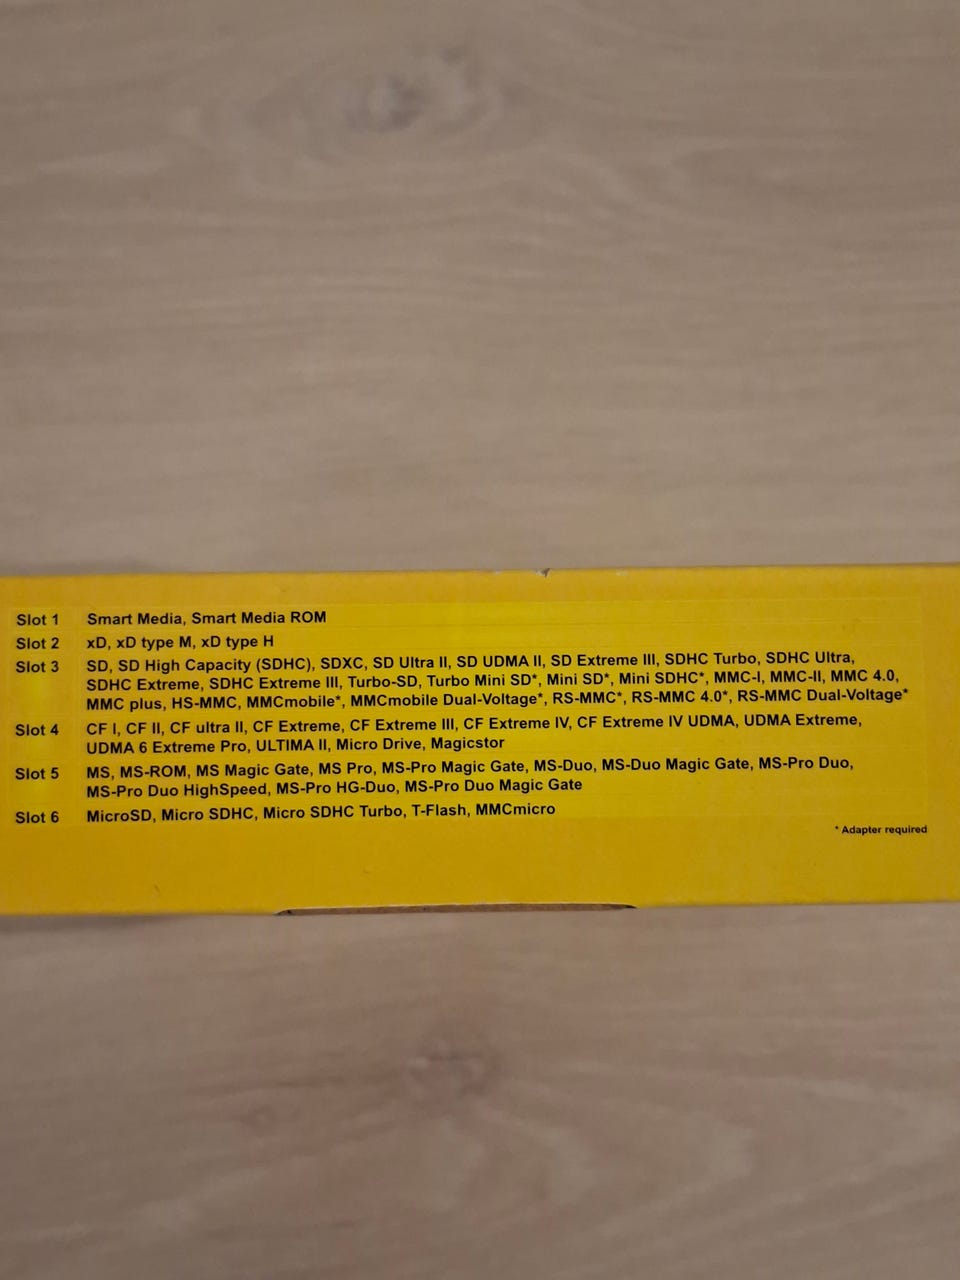 Slot 1 Smart Media, Smart Media ROM
Slot 2 xD, xD type M, xD type H
Slot 3 SD, SD High Capacity (SDHC), SDXC, SD Ultra II, SD UDMA II, SD Extreme III, SDHC Turbo, SDHC Ultra,
SDHC Extreme, SDHC Extreme III, Turbo-SD, Turbo Mini SD*, Mini SD*, Mini SDHC*, MMC-I, MMC-II, MMC 4.0,
MMC plus, HS-MMC, MMCmobile*, MMCmobile Dual-Voltage*, RS-MMC*, RS-MMC 4.0*, RS-MMC Dual-Voltage*
Slot 4 CF I, CF II, CF ultra II, CF Extreme, CF Extreme III, CF Extreme IV, CF Extreme IV UDMA, UDMA Extreme,
UDMA 6 Extreme Pro, ULTIMA II, Micro Drive, Magicstor
Slot 5 MS, MS-ROM, MS Magic Gate, MS Pro, MS-Pro Magic Gate, MS-Duo, MS-Duo Magic Gate, MS-Pro Duo,
MS-Pro Duo HighSpeed, MS-Pro HG-Duo, MS-Pro Duo Magic Gate
Slot 6 MicroSD, Micro SDHC, Micro SDHC Turbo, T-Flash, MMCmicro
* Adapter required